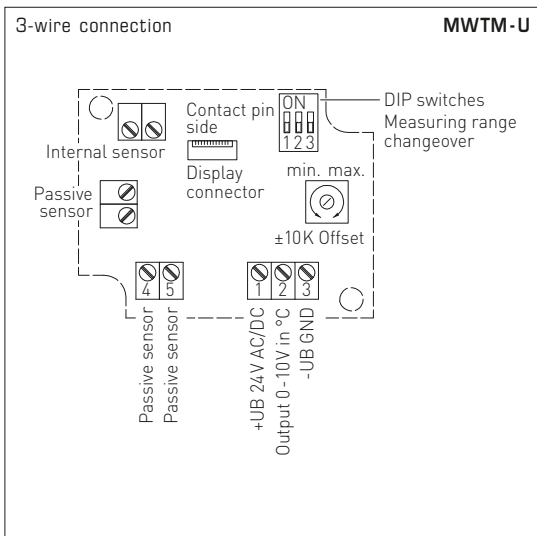 3-wire connection
MWTM-U
ON
1 2 3
DIP switches
Measuring range
changeover
Contact pin
side
Internal sensor
Display
connector
Passive
sensor
min. max.
±10K Offset
4 5
1 2 3
Passive sensor
Passive sensor
+UB 24V AC/DC
Output 0-10V in °C
-UB GND